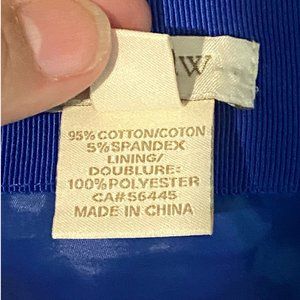 W
95% COTTON/COTON
5% SPANDEX
LINING/
DOUBLURE:
100% POLYESTER
CA#56445
MADE IN CHINA